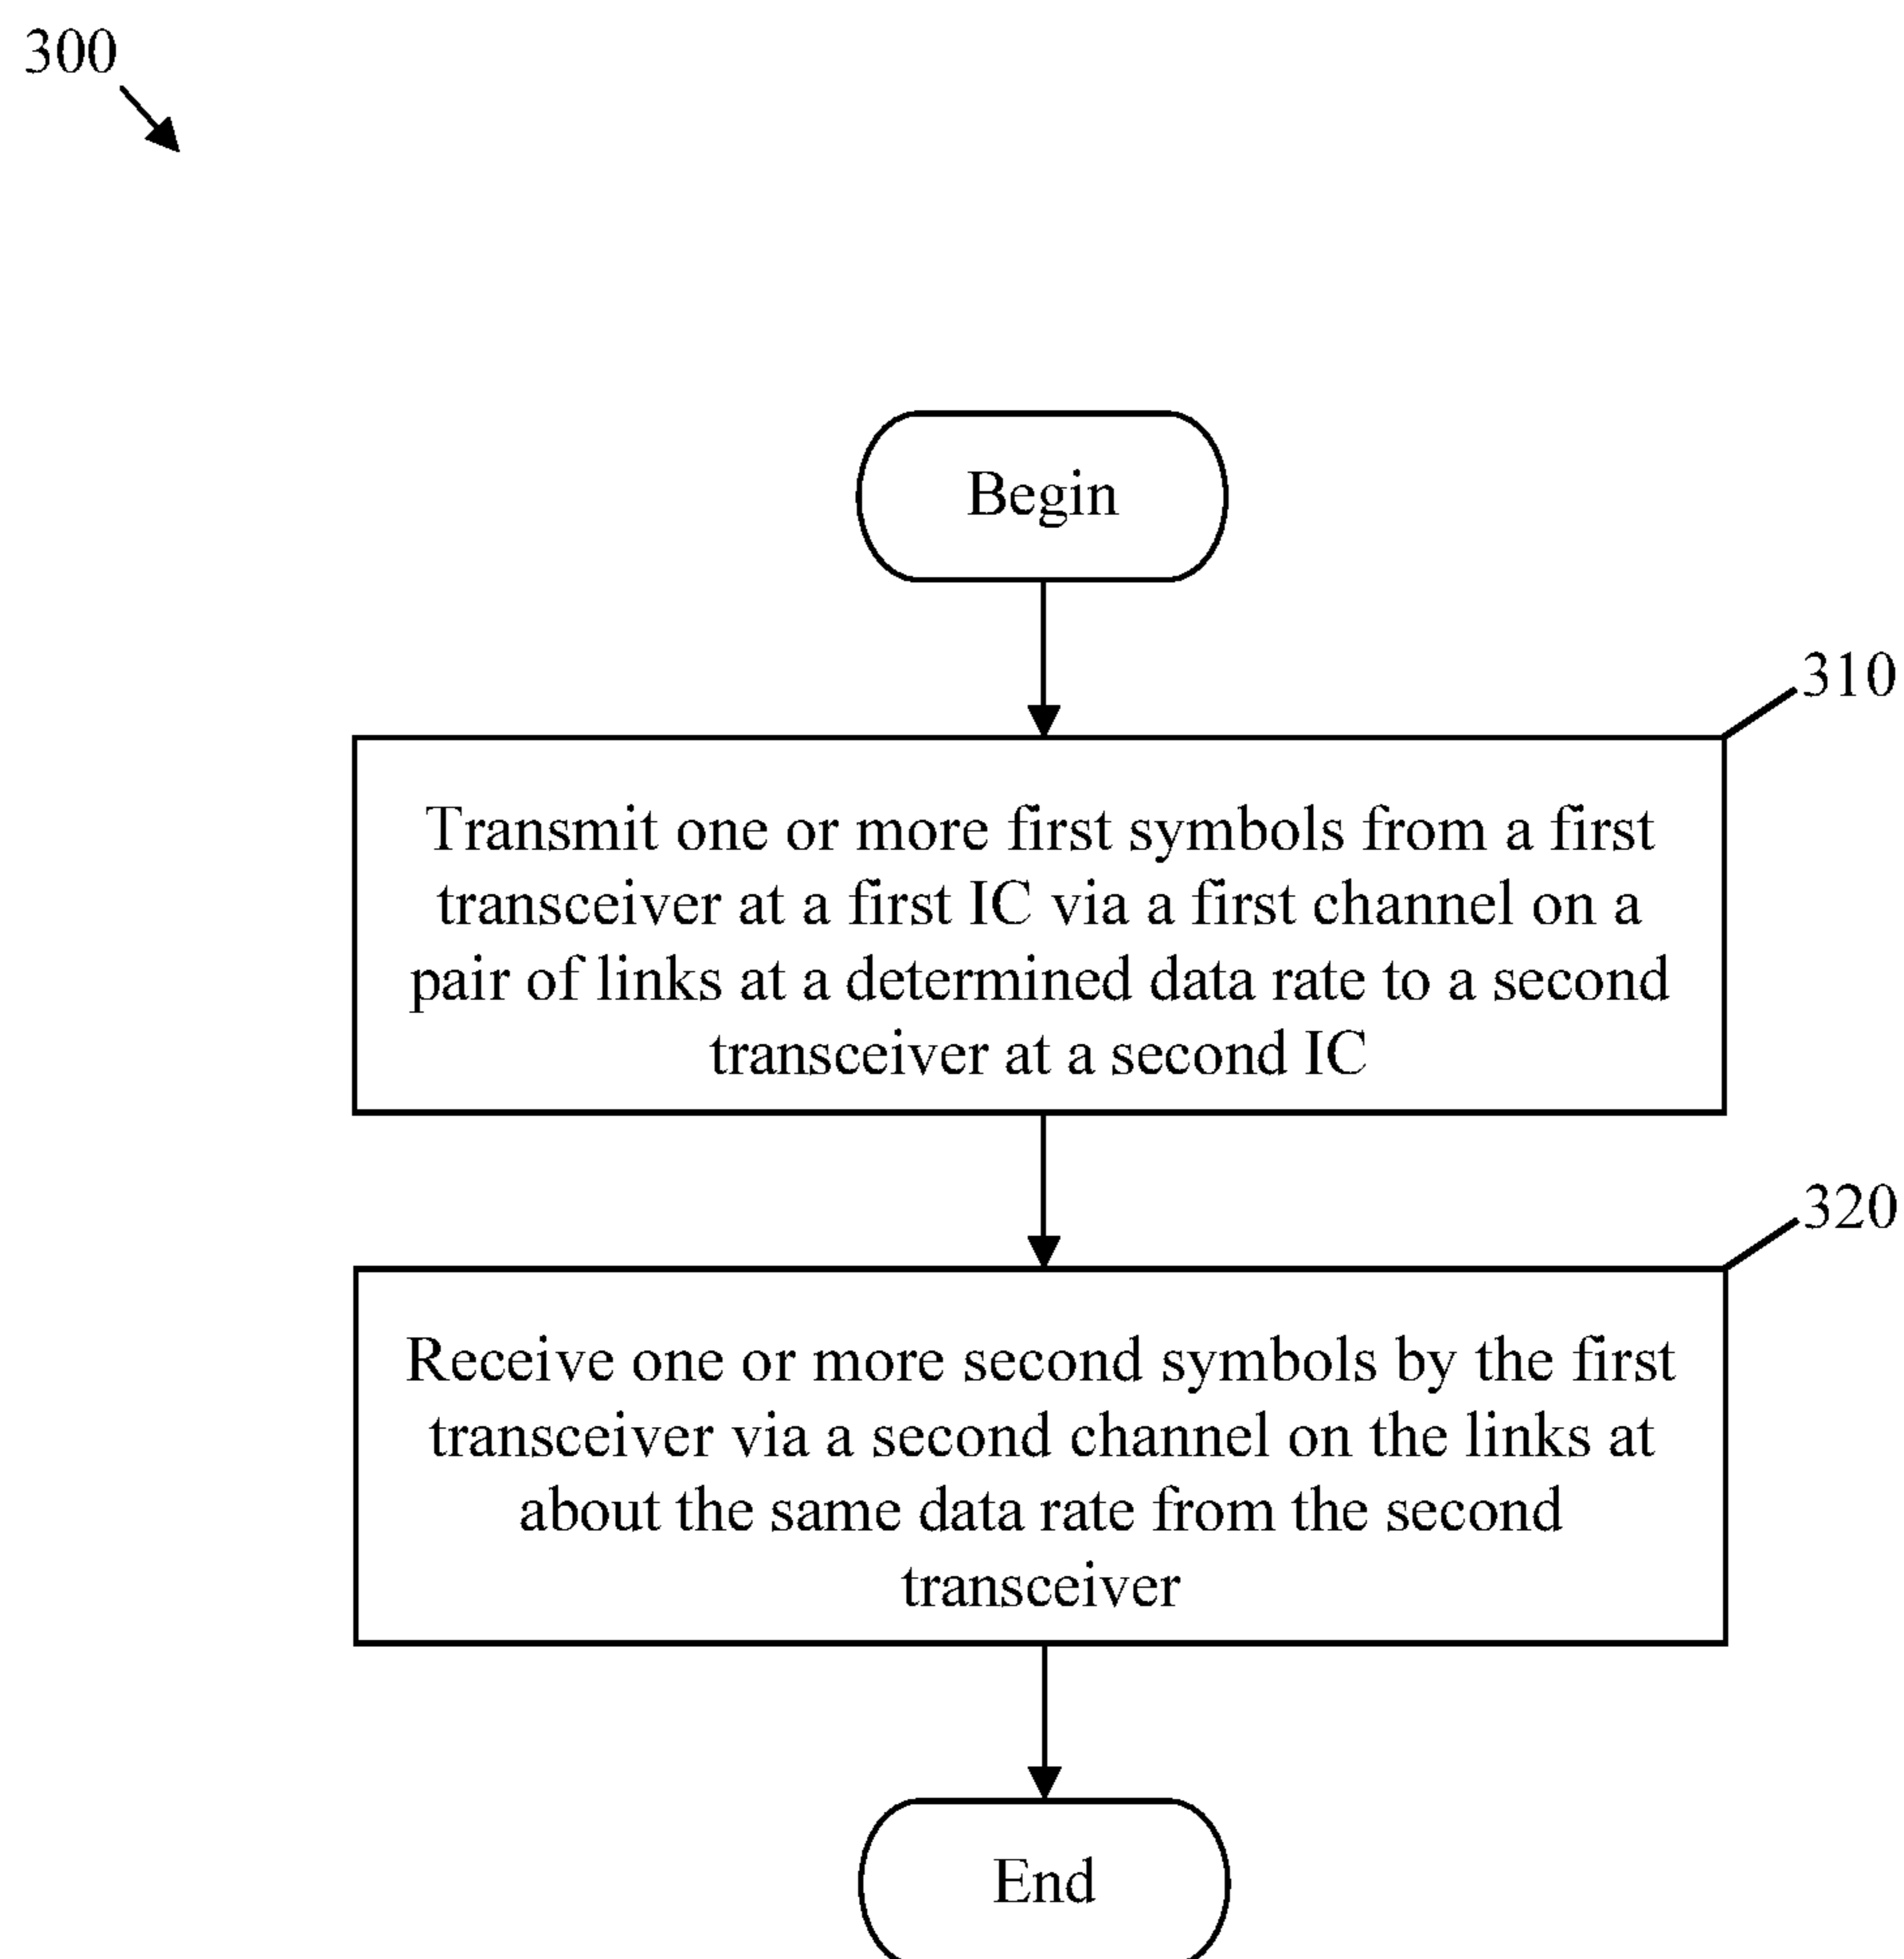 300
Begin
310
Transmit one or more first symbols from a first
transceiver at a first IC via a first channel on a
pair of links at a determined data rate to a second
transceiver at a second IC
320
Receive one or more second symbols by the first
transceiver via a second channel on the links at
about the same data rate from the second
transceiver
End